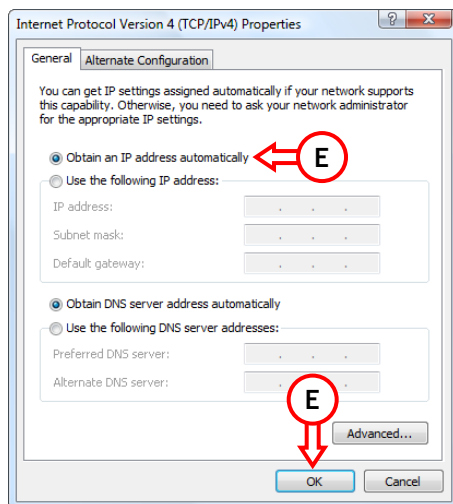 Internet Protocol Version 4 (TCP/IPv4) Properties
?
X
General
Alternate Configuration
You can get IP settings assigned automatically if your network supports
this capability. Otherwise, you need to ask your network administrator
for the appropriate IP settings.
Obtain an IP address automatically
E
Use the following IP address:
IP address:
Subnet mask:
Default gateway:
Obtain DNS server address automatically
Use the following DNS server addresses:
Preferred DNS server:
Alternate DNS server:
E
Advanced...
OK
Cancel